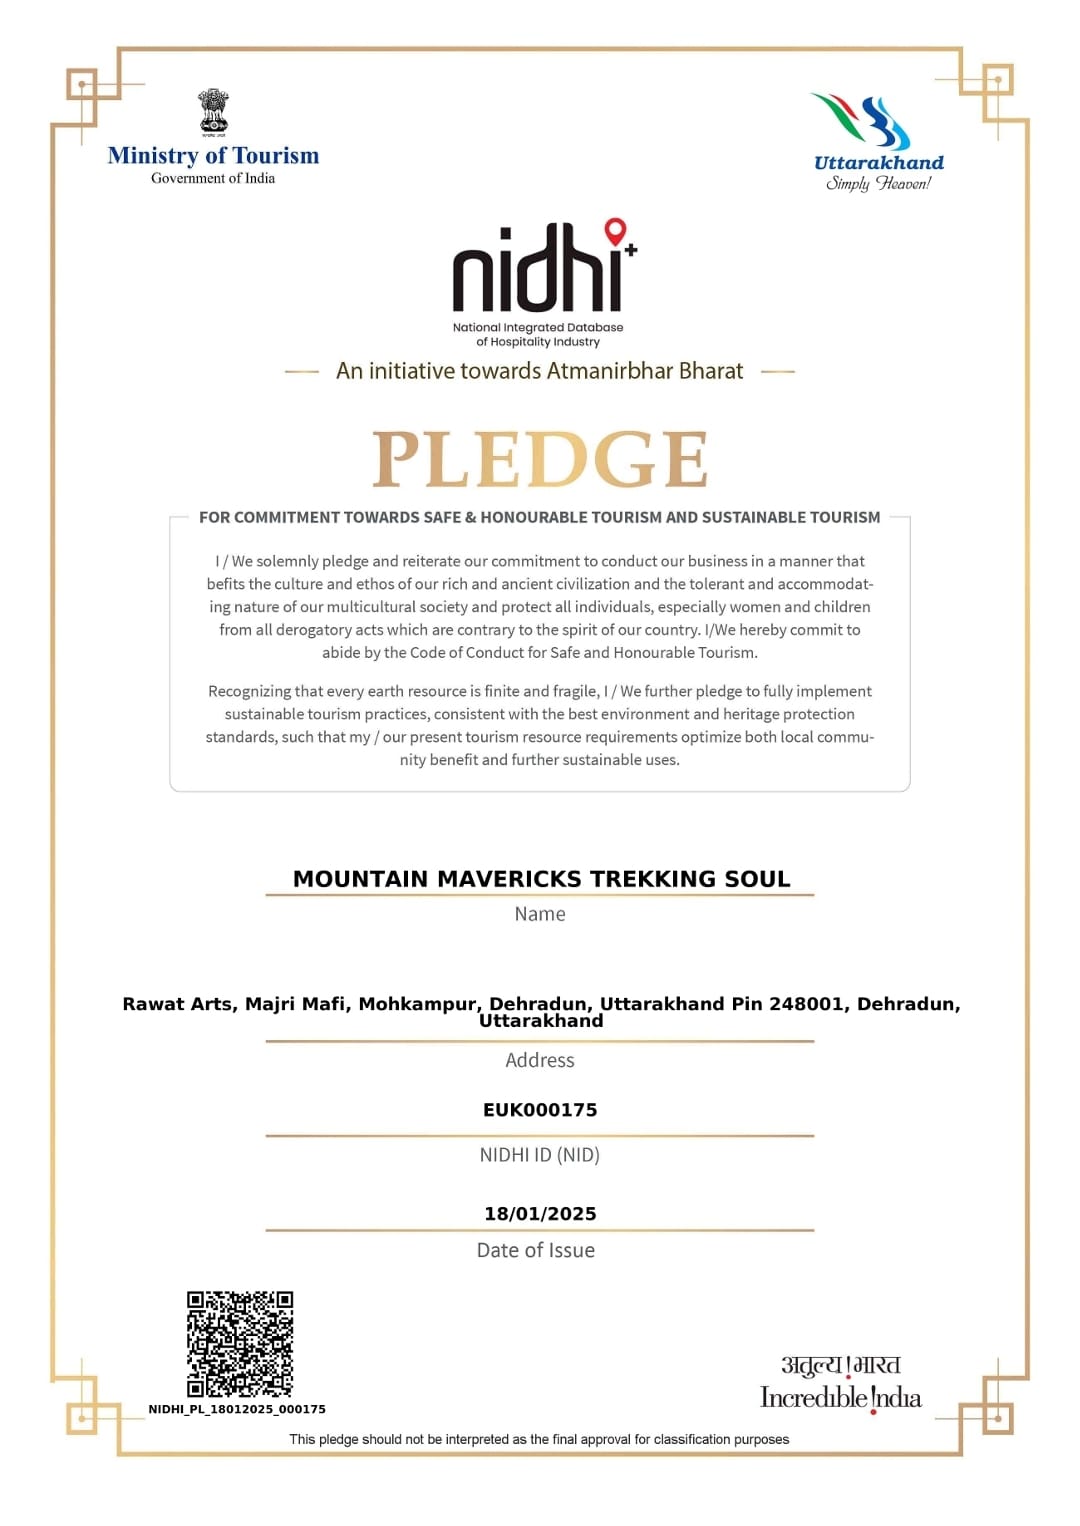 Ministry of Tourism
Government of India
Uttarakhand
Simply Heaven!
nidhi+
National Integrated Database
of Hospitality Industry
An initiative towards Atmanirbhar Bharat
PLEDGE
FOR COMMITMENT TOWARDS SAFE & HONOURABLE TOURISM AND SUSTAINABLE TOURISM
I / We solemnly pledge and reiterate our commitment to conduct our business in a manner that
befits the culture and ethos of our rich and ancient civilization and the tolerant and accommodat-
ing nature of our multicultural society and protect all individuals, especially women and children
from all derogatory acts which are contrary to the spirit of our country. I/We hereby commit to
abide by the Code of Conduct for Safe and Honourable Tourism.
Recognizing that every earth resource is finite and fragile, I / We further pledge to fully implement
sustainable tourism practices, consistent with the best environment and heritage protection
standards, such that my / our present tourism resource requirements optimize both local commu-
nity benefit and further sustainable uses.
MOUNTAIN MAVERICKS TREKKING SOUL
Name
Rawat Arts, Majri Mafi, Mohkampur, Dehradun, Uttarakhand Pin 248001, Dehradun,
Uttarakhand
Address
EUK000175
NIDHI ID (NID)
18/01/2025
Date of Issue
NIDHI_PL_18012025_000175
अतुल्य!भारत
Incredible!ndia
This pledge should not be interpreted as the final approval for classification purposes